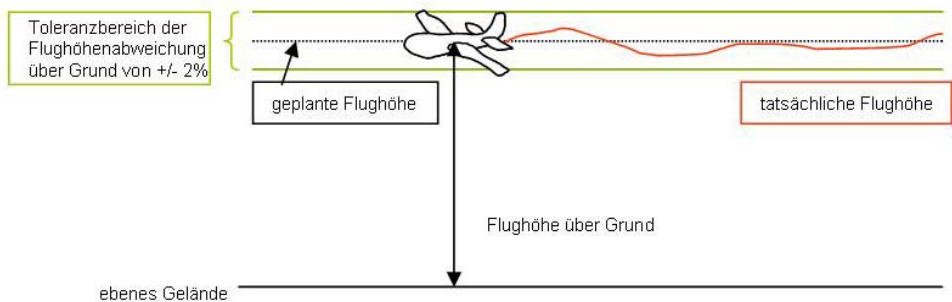 Toleranzbereich der
Flughöhenabweichung
über Grund von +/- 2%
geplante Flughöhe
tatsächliche Flughöhe
Flughöhe über Grund
ebenes Gelände